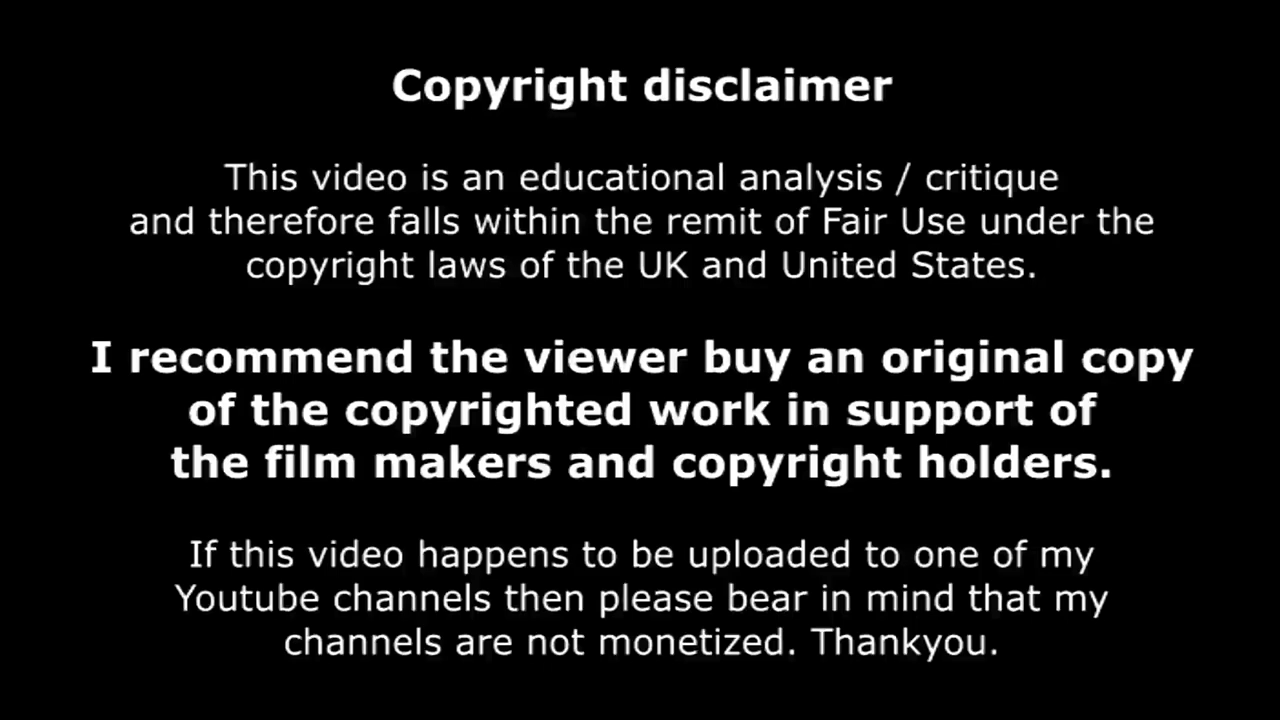 Copyright disclaimer
This video is an educational analysis / critique
and therefore falls within the remit of Fair Use under the
copyright laws of the UK and United States.
I recommend the viewer buy an original copy
of the copyrighted work in support of
the film makers and copyright holders.
If this video happens to be uploaded to one of my
Youtube channels then please bear in mind that my
channels are not monetized. Thankyou.